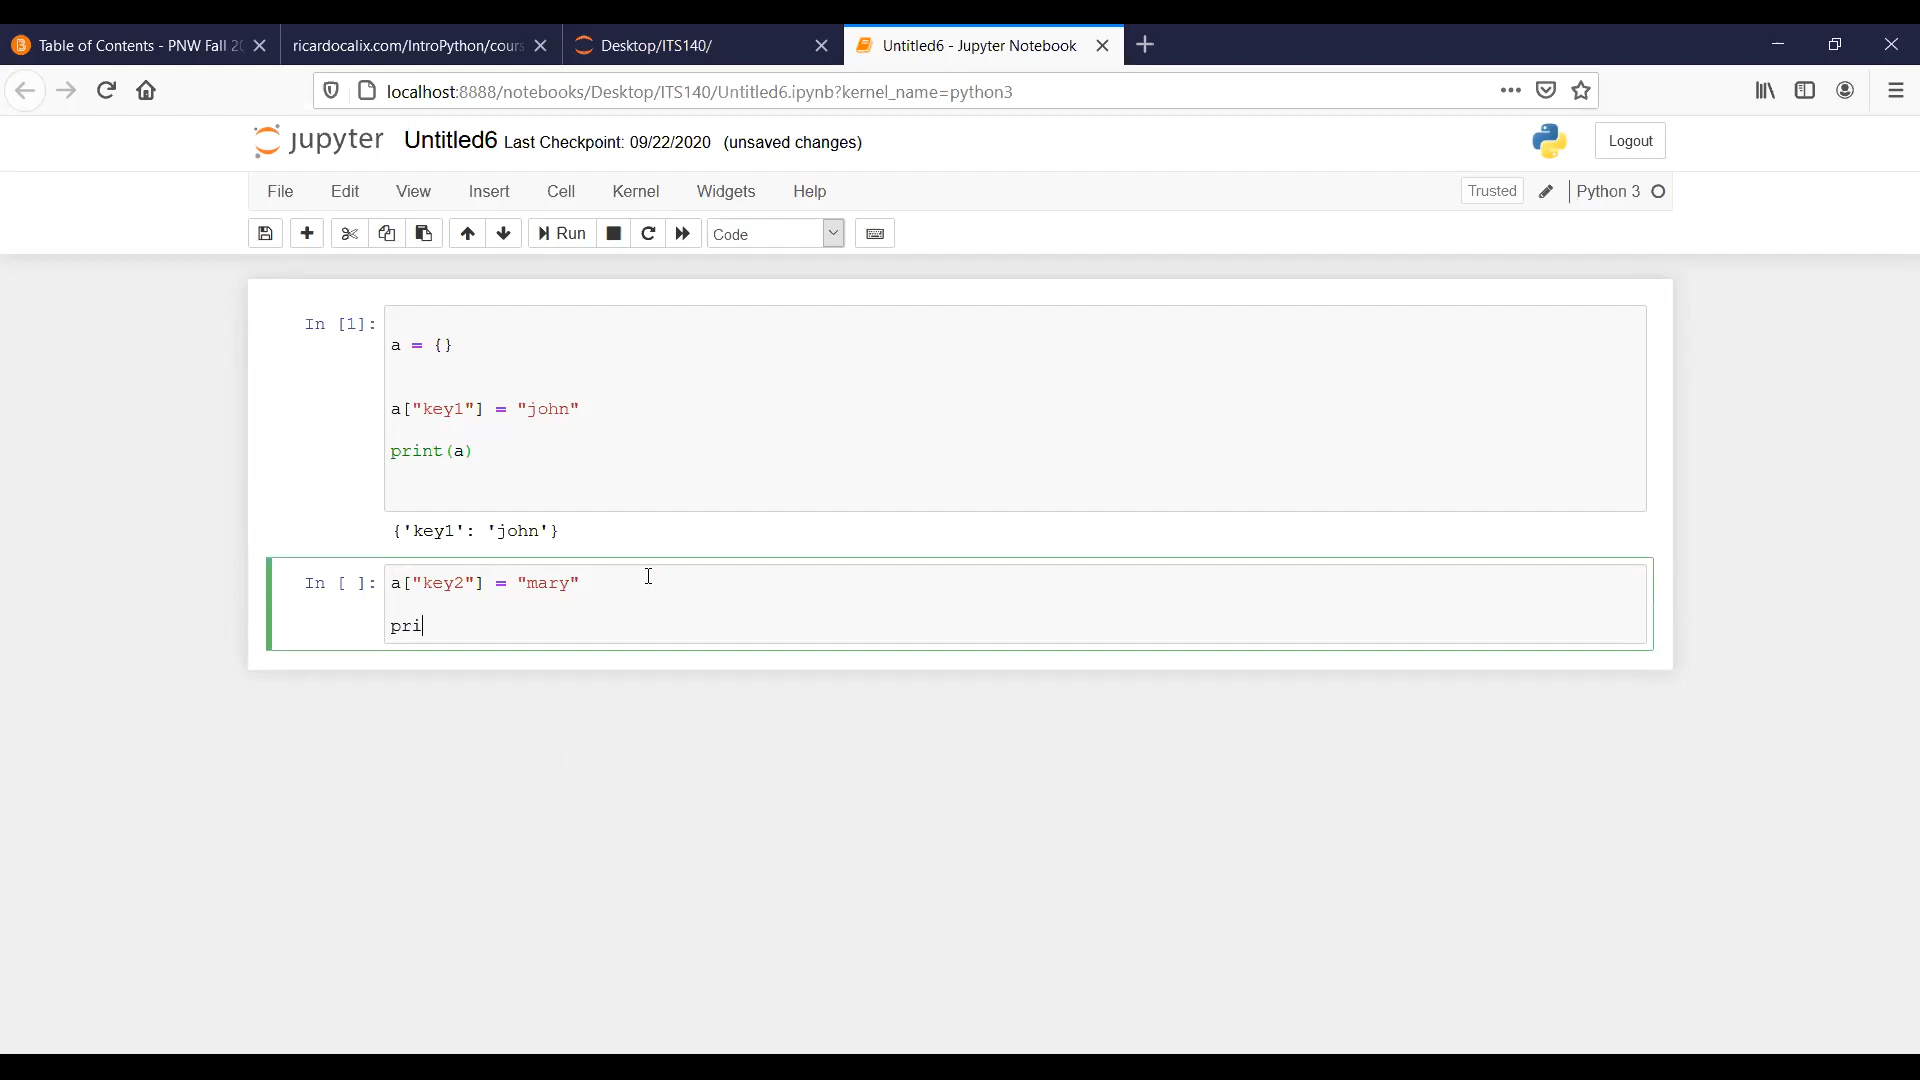 Table of Contents - PNW Fall 20
ricardocalix.com/IntroPython/cours
Desktop/ITS140/
Untitled6 - Jupyter Notebook
localhost:8888/notebooks/Desktop/ITS140/Untitled6.ipynb?kernel_name=python3
jupyter Untitled6 Last Checkpoint: 09/22/2020 (unsaved changes)
Logout
File Edit View Insert Cell Kernel Widgets Help
Trusted
Python 3
Run
Code
In [1]:
a = {}
a["key1"] = "john"
print(a)
{'key1': 'john'}
In [ ]: a["key2"] = "mary"
pri